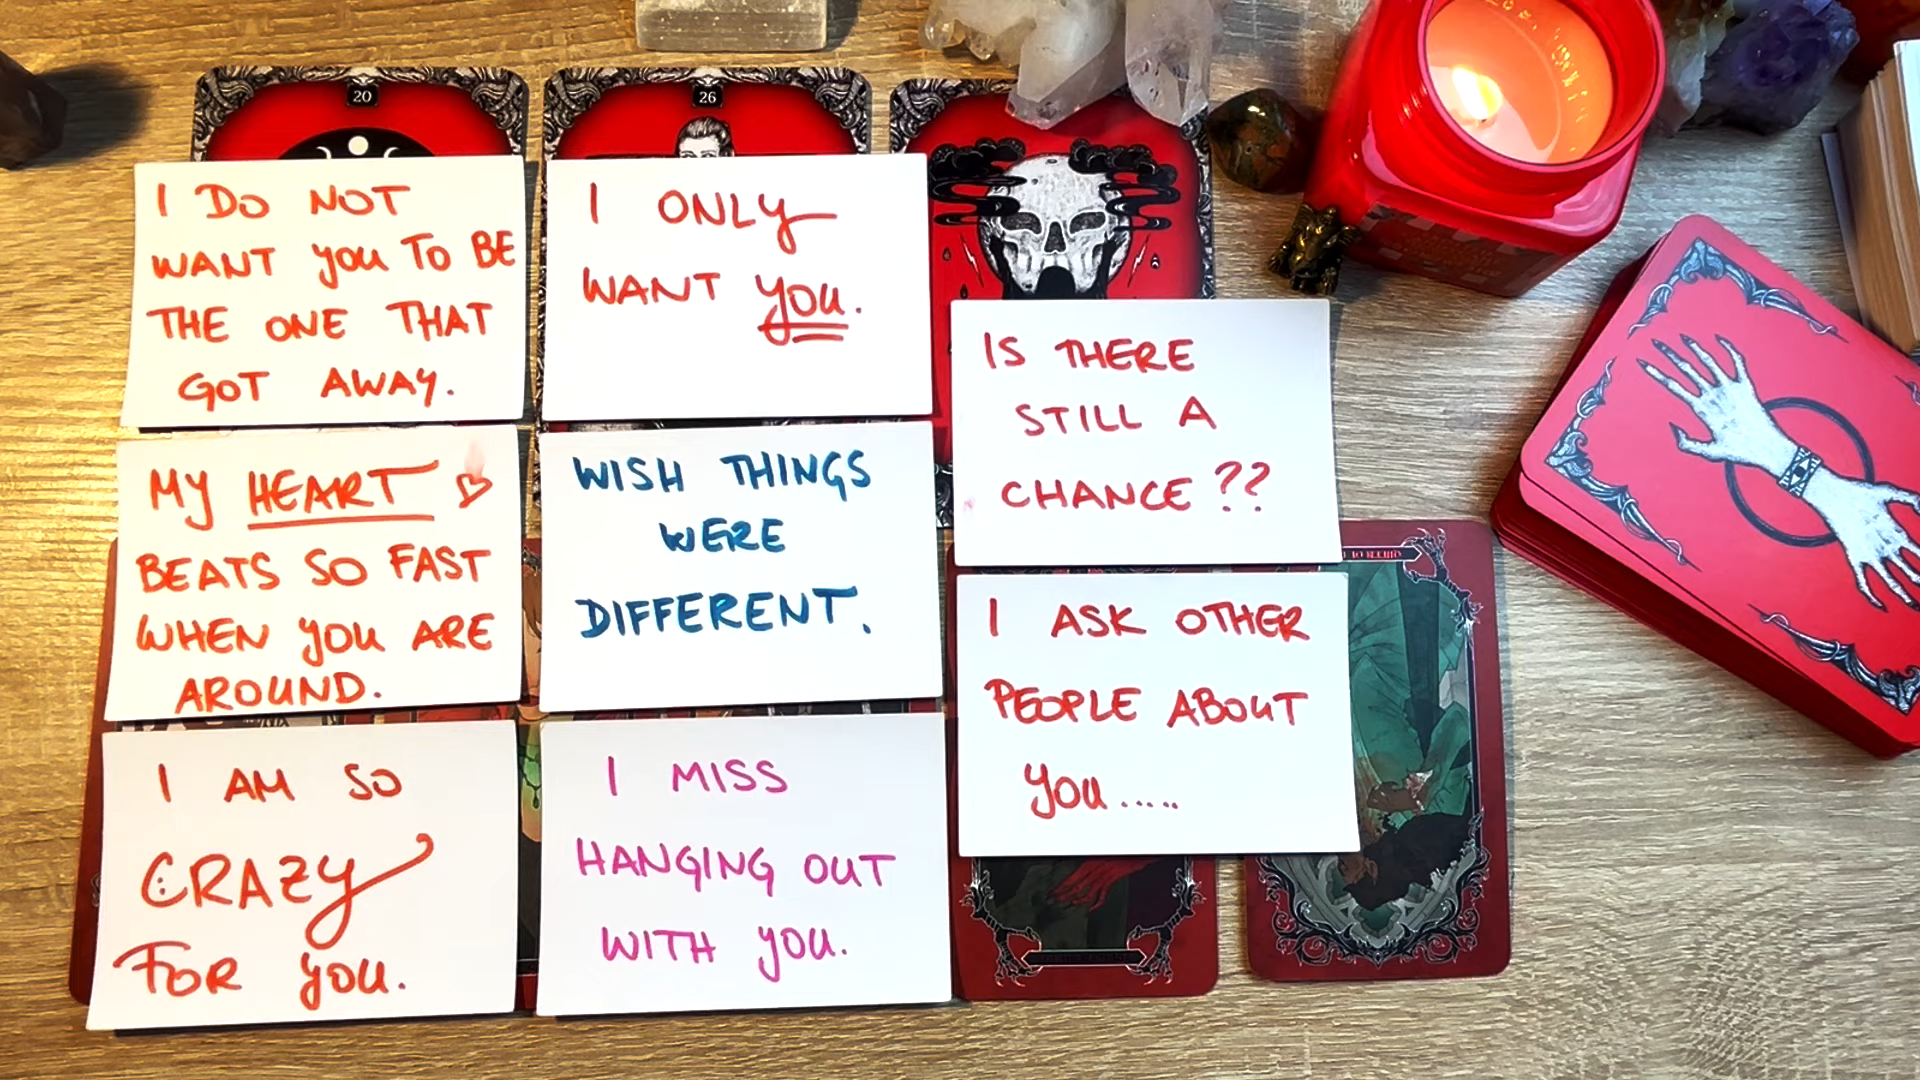 20
26
I DO NOT
WANT YOU TO BE
THE ONE THAT
GOT AWAY.
I ONLY
WANT YOU.
IS THERE
STILL A
CHANCE??
MY HEART
BEATS SO FAST
WHEN YOU ARE
AROUND.
WISH THINGS
WERE
DIFFERENT.
I ASK OTHER
PEOPLE ABOUT
YOU.....
I AM SO
CRAZY
FOR YOU.
I MISS
HANGING OUT
WITH YOU.